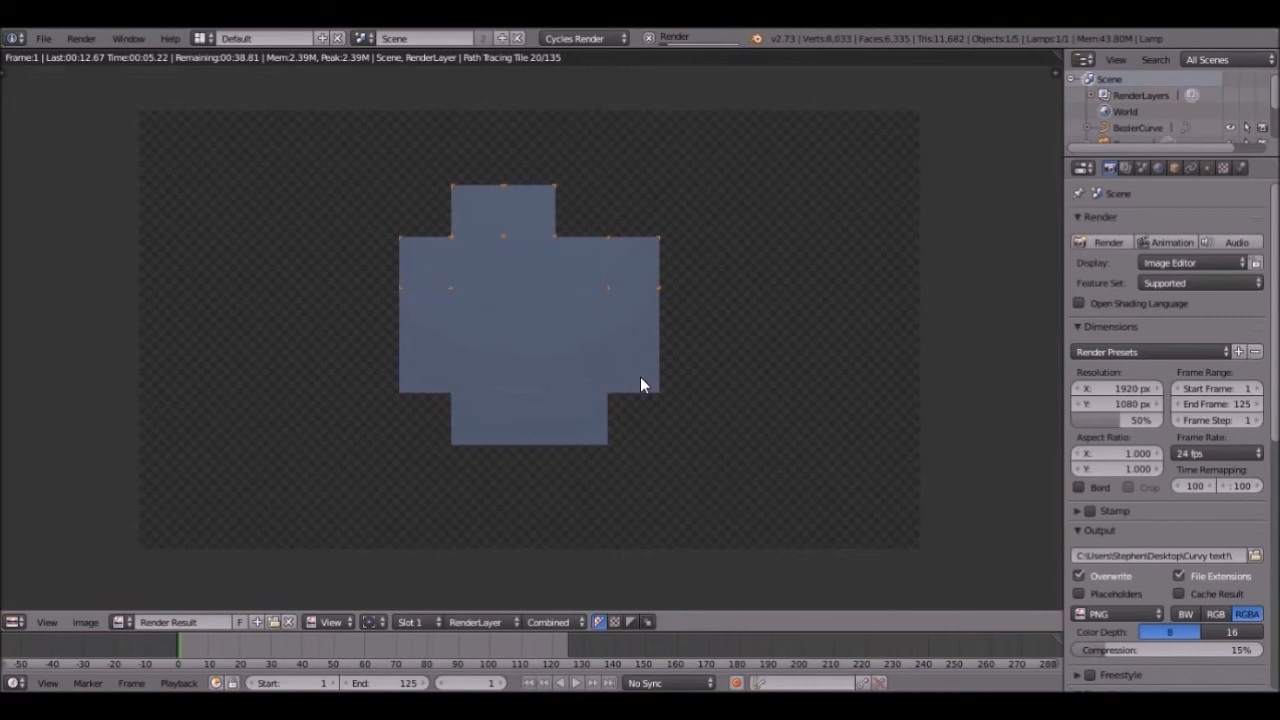 File Render Window Help Default Scene 2 Cycles Render Render v2.73 | Verts:8,033 | Faces:6,335 | Tris:11,682 | Objects:1/5 | Lamps:1/1 | Mem:43.80M | Lamp
Frame:1 | Last:00:12.67 Time:00:05.22 | Remaining:00:38.81 | Mem:2.39M, Peak:2.39M | Scene, RenderLayer | Path Tracing Tile 20/135
View Search All Scenes
Scene
RenderLayers
World
BezierCurve
Scene
Render
Render Animation Audio
Display: Image Editor
Feature Set: Supported
Open Shading Language
Dimensions
Render Presets
Resolution: Frame Range:
X: 1920 px Start Frame: 1
Y: 1080 px End Frame: 125
50% Frame Step: 1
Aspect Ratio: Frame Rate:
X: 1.000 24 fps
Y: 1.000 Time Remapping:
Bord Crop 100 : 100
Stamp
Output
C:\Users\Stephen\Desktop\Curvy text!\
Overwrite File Extensions
Placeholders Cache Result
PNG BW RGB RGBA
Color Depth: 8 16
Compression: 15%
Freestyle
View Image Render Result F View Slot 1 RenderLayer Combined
-50 -40 -30 -20 -10 0 10 20 30 40 50 60 70 80 90 100 110 120 130 140 150 160 170 180 190 200 210 220 230 240 250 260 270 280
View Marker Frame Playback Start: 1 End: 125 1 No Sync